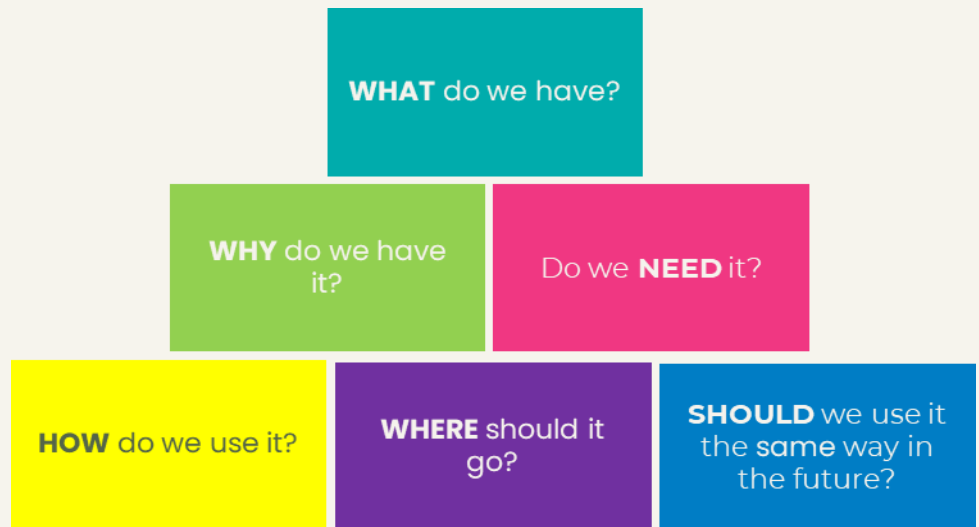 WHAT do we have?
WHY do we have
it?
Do we NEED it?
HOW do we use it?
WHERE should it
go?
SHOULD we use it
the same way in
the future?